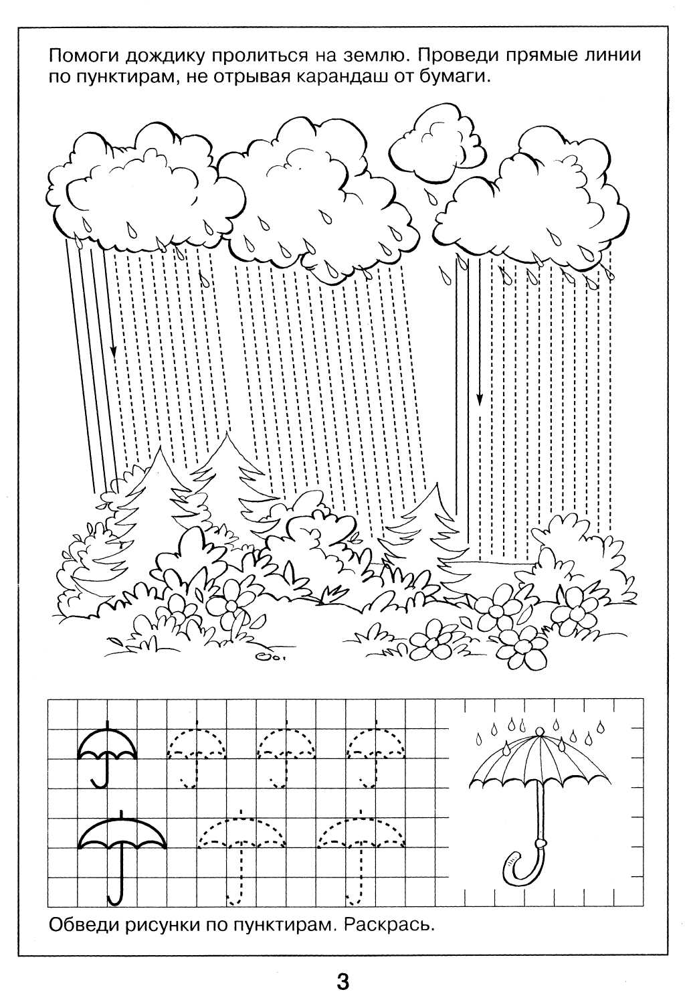 Помоги дождику пролиться на землю. Проведи прямые линии
по пунктирам, не отрывая карандаш от бумаги.
Обведи рисунки по пунктирам. Раскрась.
3